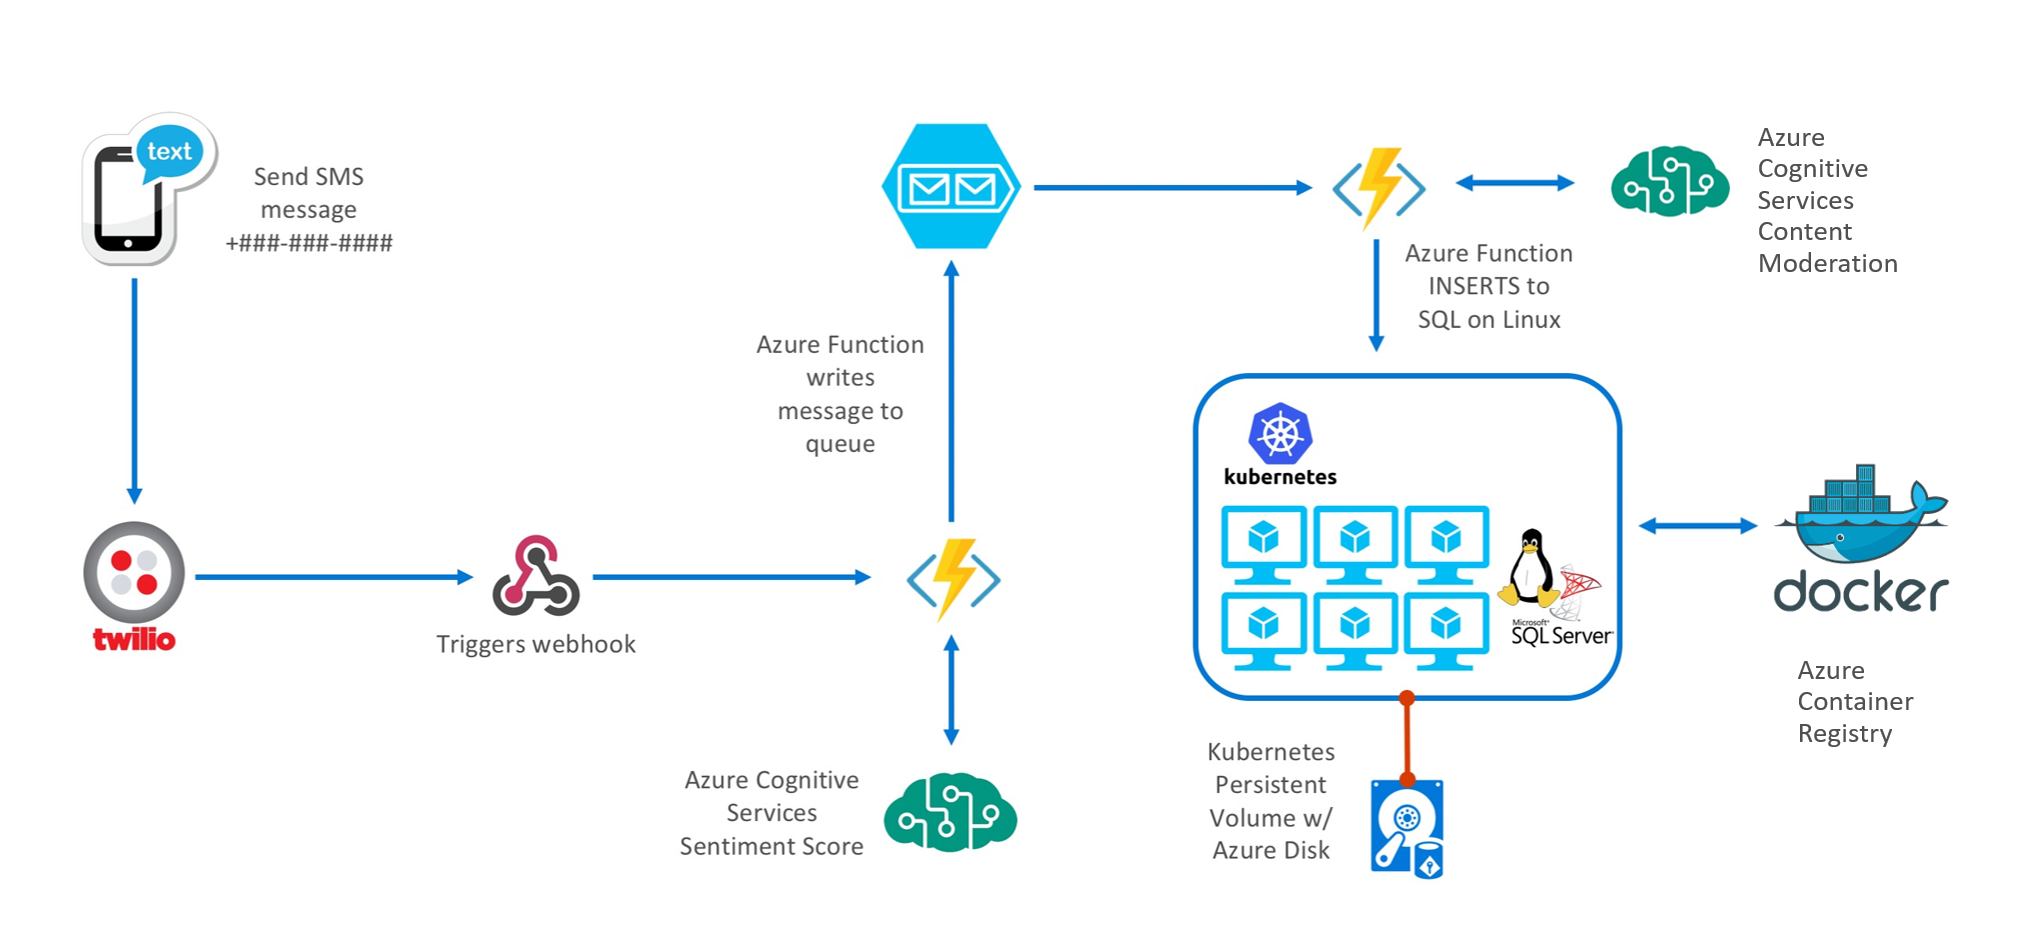 text
Send SMS
message
+###-###-####
twilio
Triggers webhook
Azure Function
writes
message to
queue
Azure Cognitive
Services
Sentiment Score
Azure Function
INSERTS to
SQL on Linux
Azure
Cognitive
Services
Content
Moderation
kubernetes
Microsoft®
SQL Server
docker
Azure
Container
Registry
Kubernetes
Persistent
Volume w/
Azure Disk